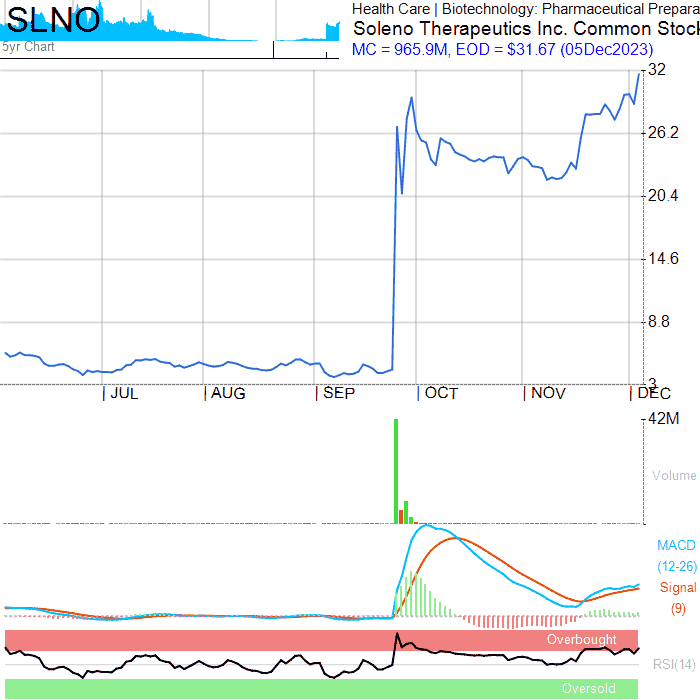 SLNO
5yr Chart
Health Care | Biotechnology: Pharmaceutical Prepara
Soleno Therapeutics Inc. Common Stock
MC = 965.9M, EOD = $31.67 (05Dec2023)
32
26.2
20.4
14.6
8.8
3
JUL AUG SEP OCT NOV DEC
42M
Volume
MACD
(12-26)
Signal
(9)
Overbought
RSI(14)
Oversold